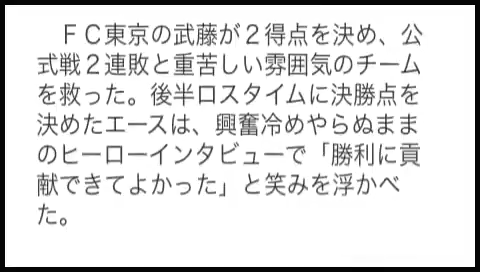 ＦＣ東京の武藤が２得点を決め、公
式戦２連敗と重苦しい雰囲気のチーム
を救った。後半ロスタイムに決勝点を
決めたエースは、興奮冷めやらぬまま
のヒーローインタビューで「勝利に貢
献できてよかった」と笑みを浮かべ
た。